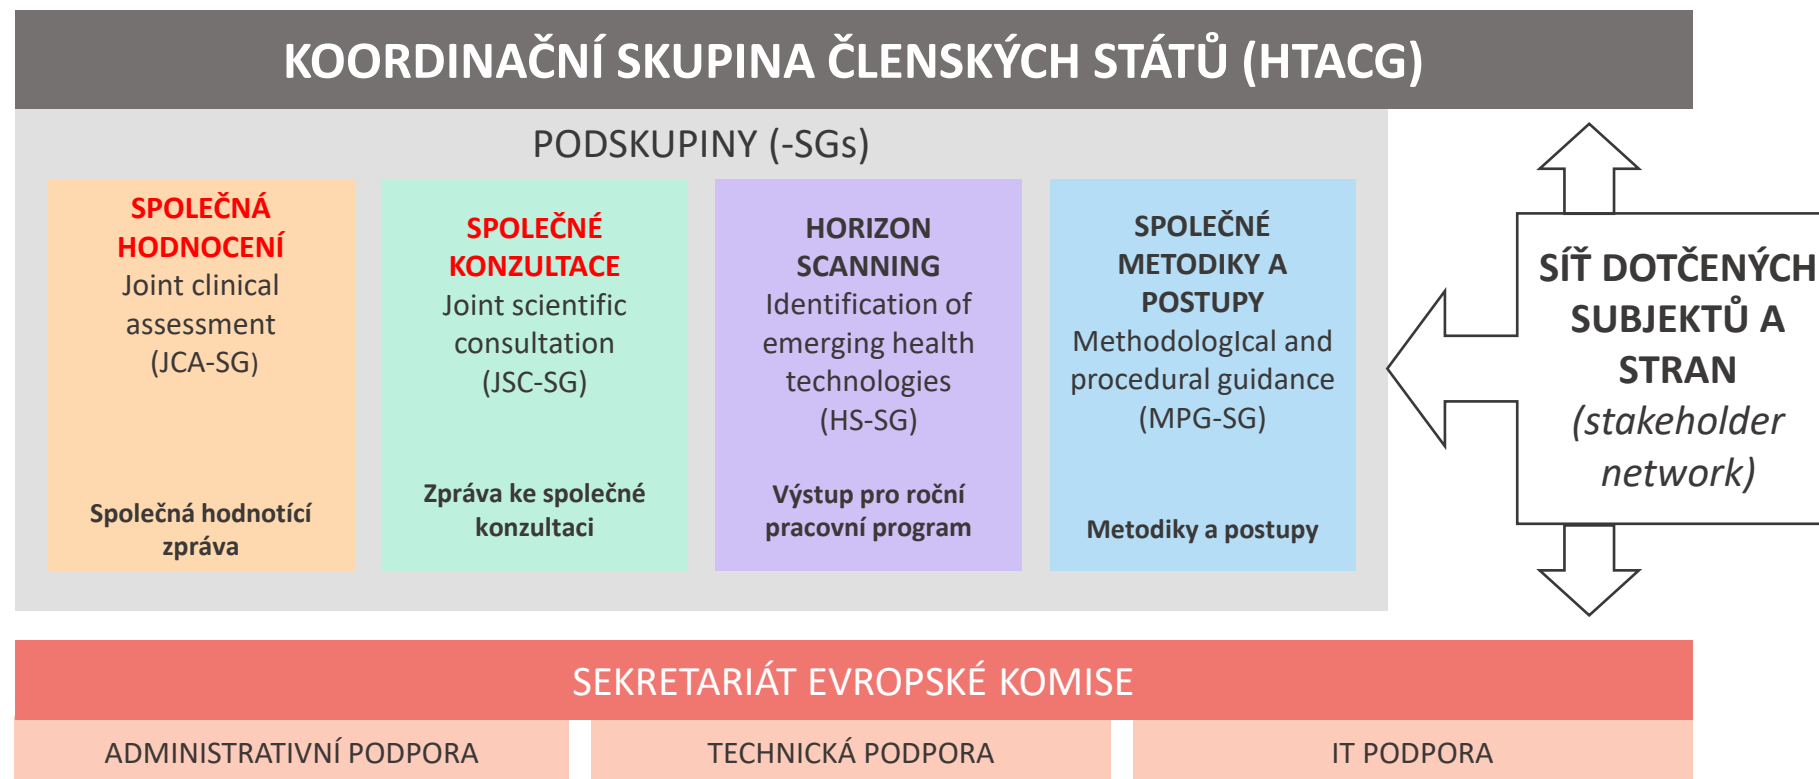 KOORDINAČNÍ SKUPINA ČLENSKÝCH STÁTŮ (HTACG)
PODSKUPINY (-SGs)
SPOLEČNÁ
HODNOCENÍ
Joint clinical
assessment
(JCA-SG)
Společná hodnotící
zpráva
SPOLEČNÉ
KONZULTACE
Joint scientific
consultation
(JSC-SG)
Zpráva ke společné
konzultaci
HORIZON
SCANNING
Identification of
emerging health
technologies
(HS-SG)
Výstup pro roční
pracovní program
SPOLEČNÉ
METODIKY A
POSTUPY
MethodologIcal and
procedural guidance
(MPG-SG)
Metodiky a postupy
SÍŤ DOTČENÝCH
SUBJEKTŮ A
STRAN
(stakeholder
network)
SEKRETARIÁT EVROPSKÉ KOMISE
ADMINISTRATIVNÍ PODPORA
TECHNICKÁ PODPORA
IT PODPORA